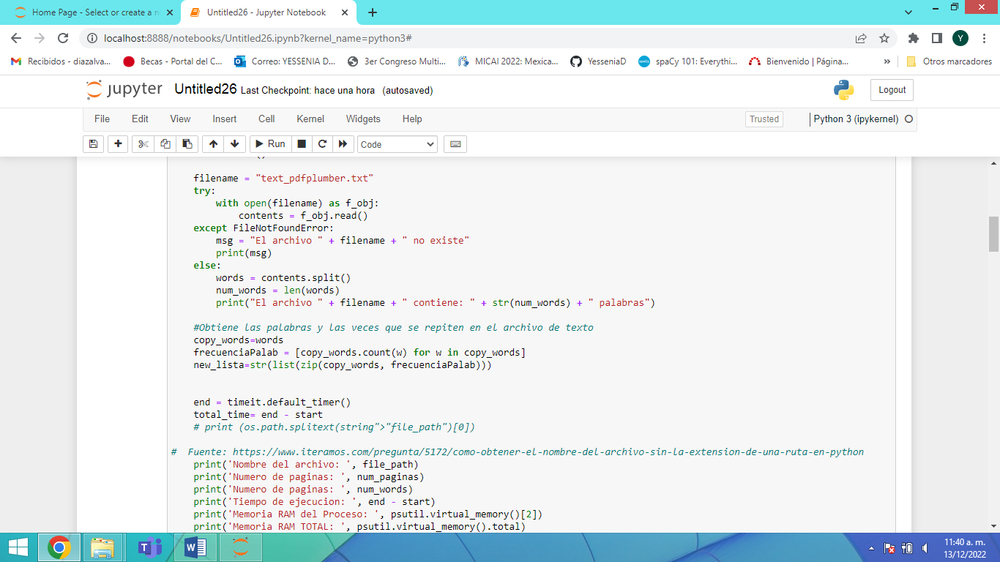 Home Page - Select or create a n
Untitled26 - Jupyter Notebook
localhost:8888/notebooks/Untitled26.ipynb?kernel_name=python3#
Y
Recibidos - diazalva...
Becas - Portal del C...
Correo: YESSENIA D...
3er Congreso Multi...
MICAI 2022: Mexica...
YesseniaD
spaCy 101: Everythi...
Bienvenido | Página...
»
Otros marcadores
jupyter Untitled26 Last Checkpoint: hace una hora (autosaved)
Logout
File Edit View Insert Cell Kernel Widgets Help
Trusted
Python 3 (ipykernel)
Run
Code
filename = "text_pdfplumber.txt"
try:
with open(filename) as f_obj:
contents = f_obj.read()
except FileNotFoundError:
msg = "El archivo " + filename + " no existe"
print(msg)
else:
words = contents.split()
num_words = len(words)
print("El archivo " + filename + " contiene: " + str(num_words) + " palabras")
#Obtiene las palabras y las veces que se repiten en el archivo de texto
copy_words=words
frecuenciaPalab = [copy_words.count(w) for w in copy_words]
new_lista=str(list(zip(copy_words, frecuenciaPalab)))
end = timeit.default_timer()
total_time= end - start
# print (os.path.splitext(string">"file_path")[0])
#  Fuente: https://www.iteramos.com/pregunta/5172/como-obtener-el-nombre-del-archivo-sin-la-extension-de-una-ruta-en-python
print('Nombre del archivo: ', file_path)
print('Numero de paginas: ', num_paginas)
print('Numero de paginas: ', num_words)
print('Tiempo de ejecucion: ', end - start)
print('Memoria RAM del Proceso: ', psutil.virtual_memory()[2])
print('Memoria RAM TOTAL: ', psutil.virtual_memory().total)
11:40 a. m.
13/12/2022